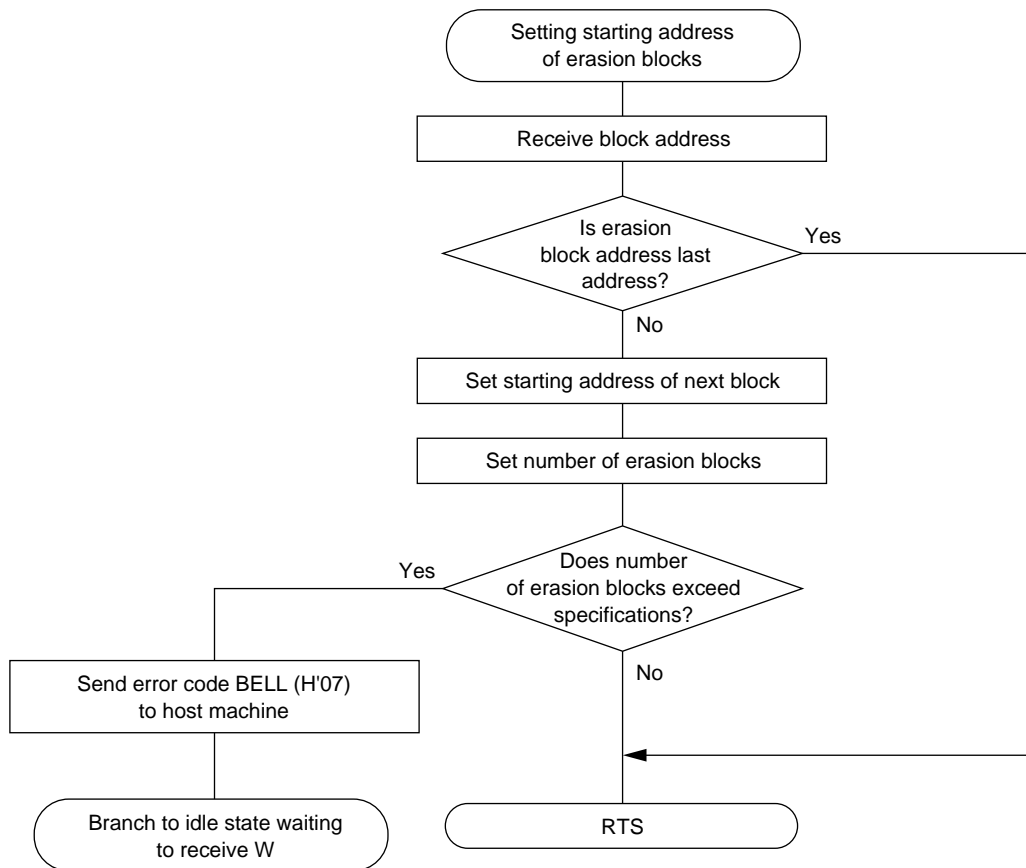 Setting starting address
of erasion blocks
Receive block address
Is erasion
block address last
address?
Yes
No
Set starting address of next block
Set number of erasion blocks
Does number
of erasion blocks exceed
specifications?
Yes
No
Send error code BELL (H'07)
to host machine
Branch to idle state waiting
to receive W
RTS